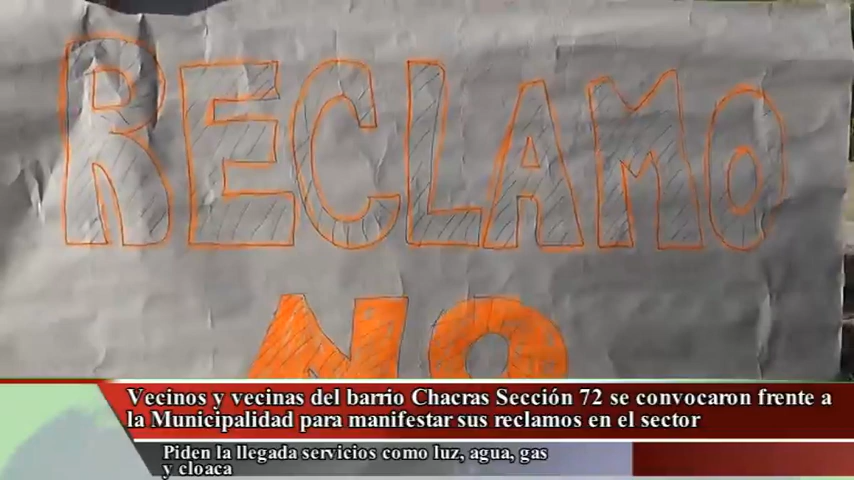 RECLAMO
NO
Vecinos y vecinas del barrio Chacras Sección 72 se convocaron frente a
la Municipalidad para manifestar sus reclamos en el sector
Piden la llegada servicios como luz, agua, gas
y cloaca